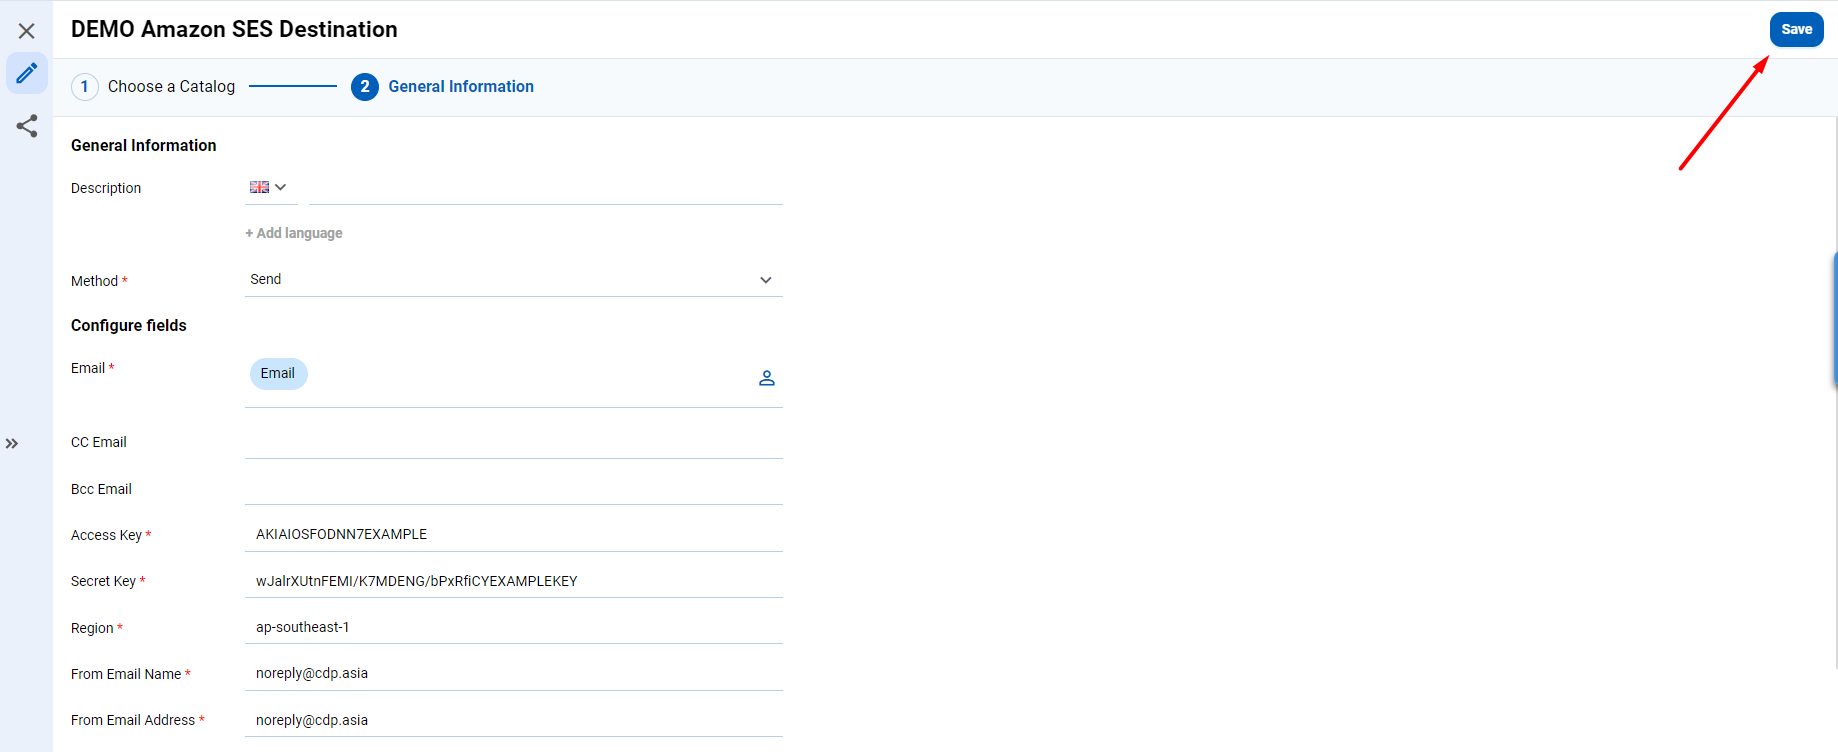 DEMO Amazon SES Destination
Save
1 Choose a Catalog 2 General Information
General Information
Description
+ Add language
Method * Send
Configure fields
Email * Email
CC Email
Bcc Email
Access Key * AKIAIOSFODNN7EXAMPLE
Secret Key * wJalrXUtnFEMI/K7MDENG/bPxRfiCYEXAMPLEKEY
Region * ap-southeast-1
From Email Name * noreply@cdp.asia
From Email Address * noreply@cdp.asia